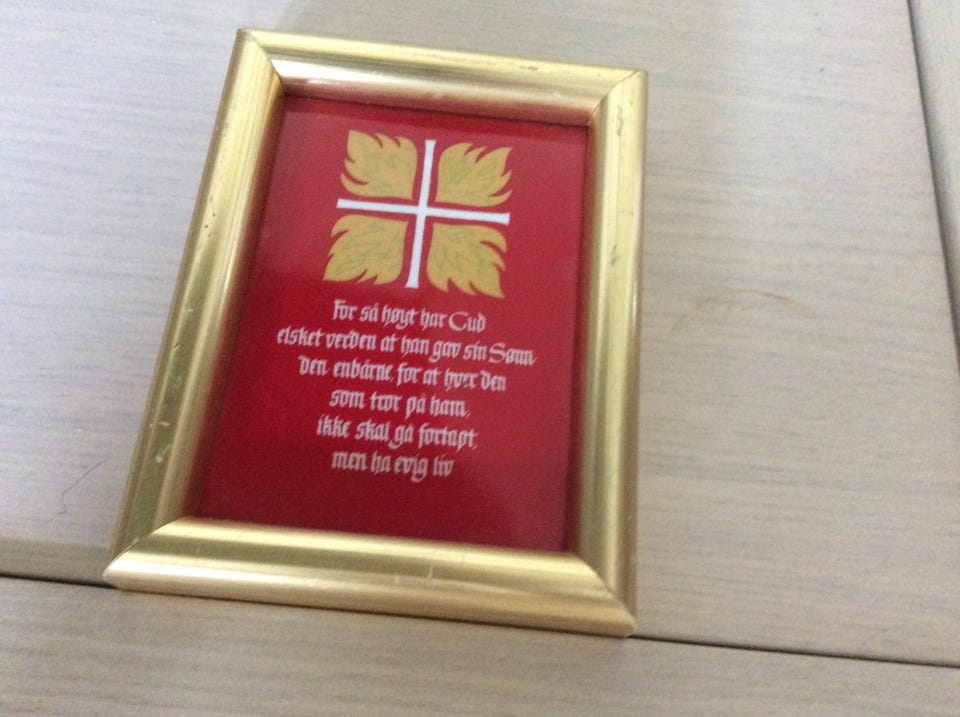 For så høyt har Gud
elsket verden at han gav sin Sønn
den enbårne, for at hver den
som tror på ham,
ikke skal gå fortapt,
men ha evig liv